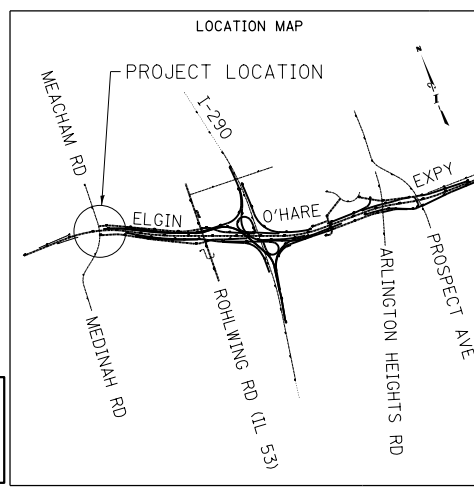 LOCATION MAP
N
MEACHAM RD
PROJECT LOCATION
I-290
ELGIN
O'HARE
EXPY
MEDINAH RD
ROHLWING RD (IL 53)
ARLINGTON HEIGHTS RD
PROSPECT AVE